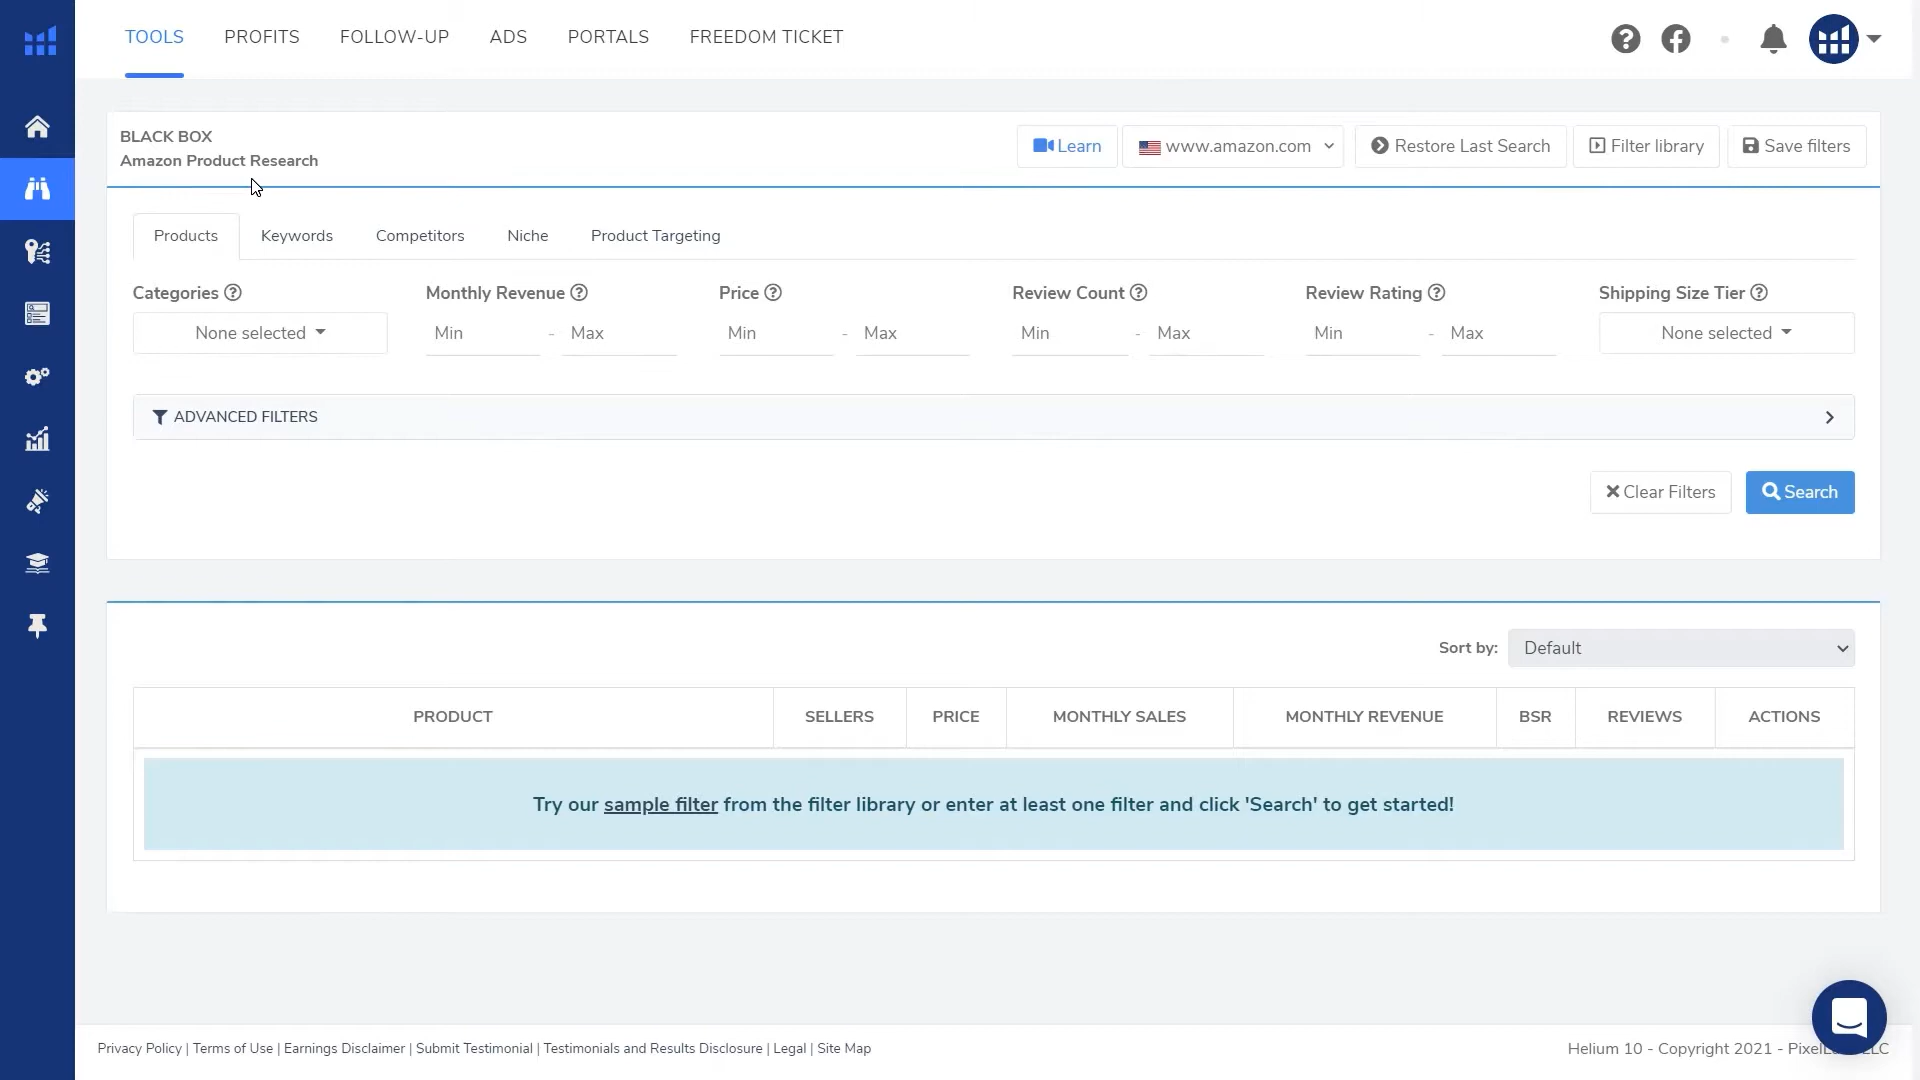 TOOLS PROFITS FOLLOW-UP ADS PORTALS FREEDOM TICKET
BLACK BOX
Amazon Product Research
Learn www.amazon.com Restore Last Search Filter library Save filters
Products Keywords Competitors Niche Product Targeting
Categories Monthly Revenue Price Review Count Review Rating Shipping Size Tier
None selected Min - Max Min - Max Min - Max Min - Max None selected
ADVANCED FILTERS
Clear Filters Search
Sort by: Default
PRODUCT SELLERS PRICE MONTHLY SALES MONTHLY REVENUE BSR REVIEWS ACTIONS
Try our sample filter from the filter library or enter at least one filter and click 'Search' to get started!
Privacy Policy | Terms of Use | Earnings Disclaimer | Submit Testimonial | Testimonials and Results Disclosure | Legal | Site Map
Helium 10 - Copyright 2021 -